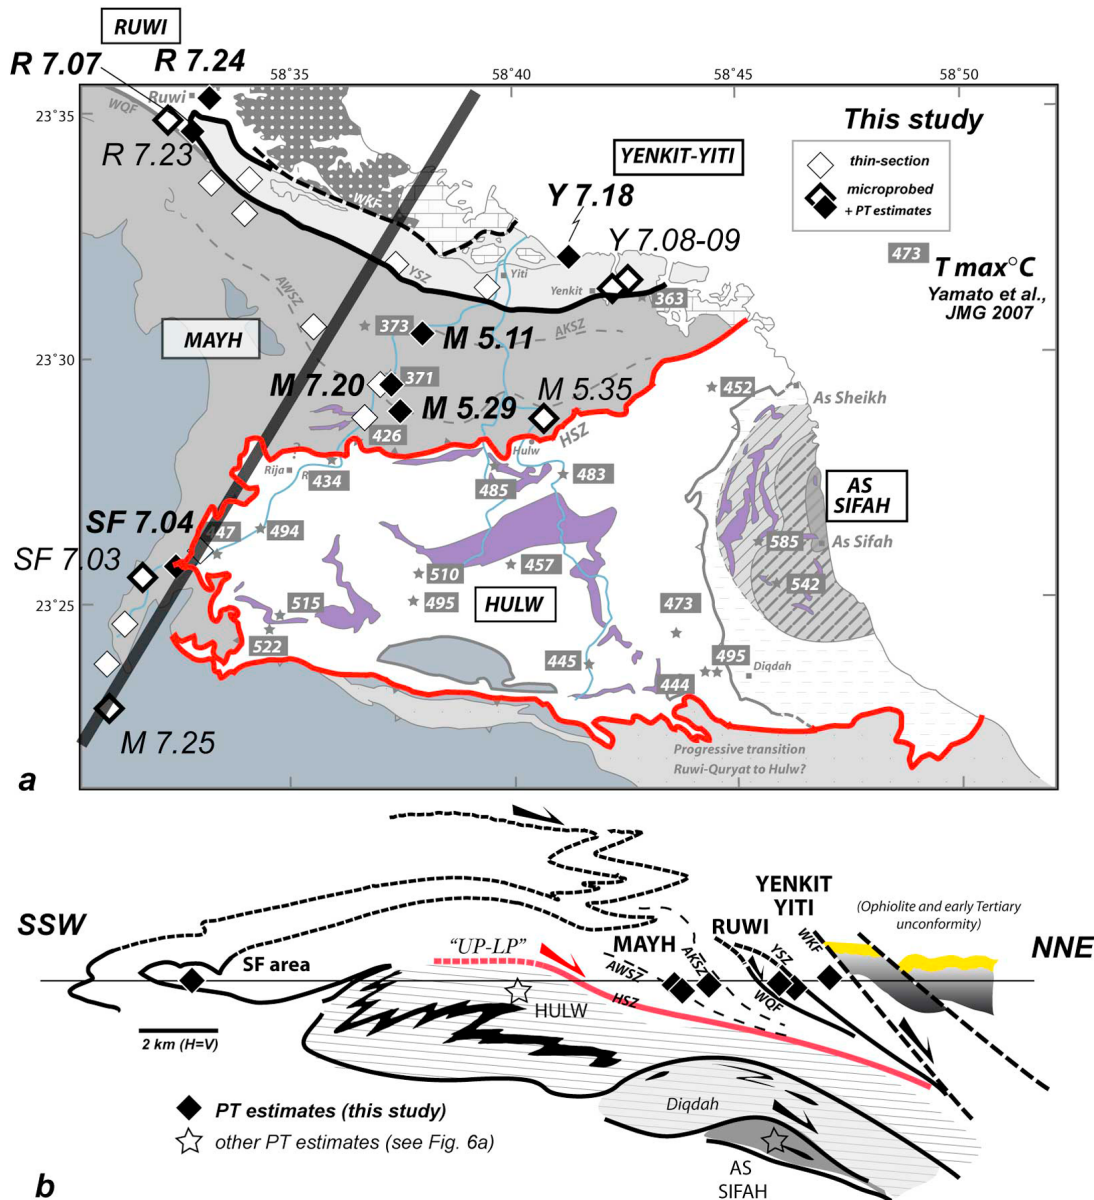 RUWI
R 7.07
R 7.24
58°35
58°40
58°45
58°50
23°35
WQF
Ruwi
R 7.23
This study
thin-section
microprobed
+ PT estimates
YENKIT-YITI
WKF
Y 7.18
Y 7.08-09
473
T max°C
Yamato et al.,
JMG 2007
YSZ
Yiti
Yenkit
363
AWSZ
MAYH
373
AKSZ
M 5.11
23°30
M 7.20
371
M 5.29
M 5.35
452
As Sheikh
426
HSZ
Hulw
Rija
R
434
485
483
AS
SIFAH
SF 7.04
447
494
SF 7.03
585
As Sifah
510
457
542
23°25
515
495
HULW
473
522
445
495
Diqdah
444
M 7.25
Progressive transition
Ruwi-Quryat to Hulw?
a
YENKIT
YITI
SSW
(Ophiolite and early Tertiary
unconformity)
RUWI
WKF
NNE
"UP-LP"
MAYH
SF area
AWSZ
AKSZ
YSZ
HSZ
WQF
HULW
2 km (H=V)
Diqdah
PT estimates (this study)
other PT estimates (see Fig. 6a)
AS
SIFAH
b